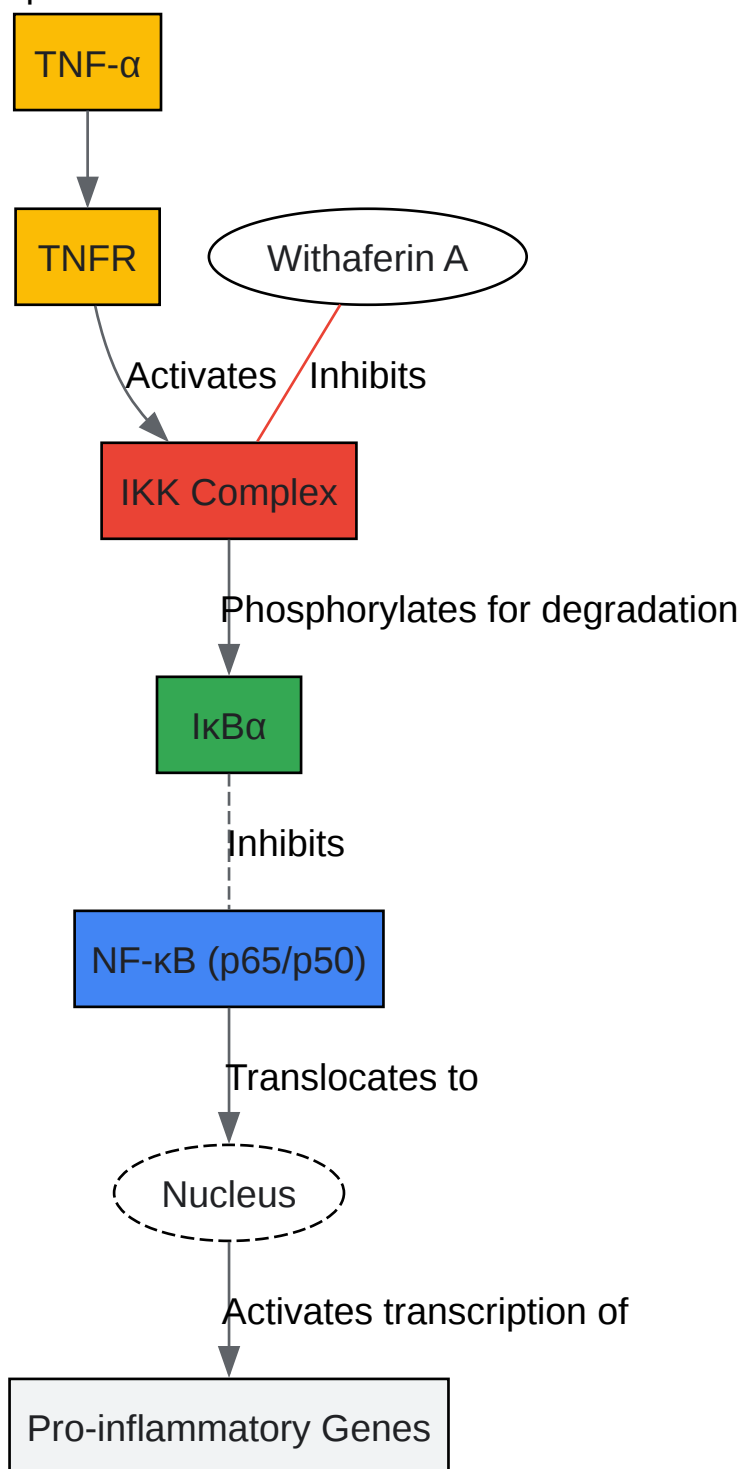 TNF-α
TNFR
Withaferin A
Activates
Inhibits
IKK Complex
Phosphorylates for degradation
IκBα
Inhibits
NF-κB (p65/p50)
Translocates to
Nucleus
Activates transcription of
Pro-inflammatory Genes